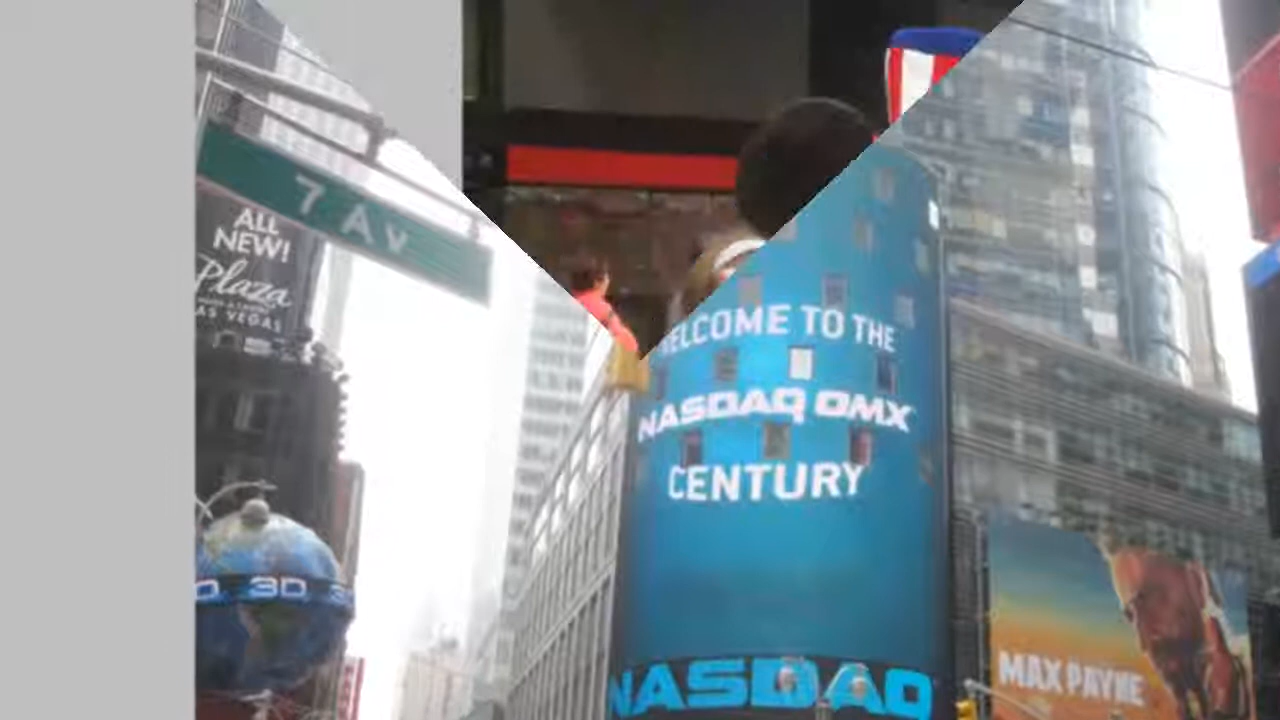 7 AV
ALL
NEW!
Plaza
AS VEGAS
WELCOME TO THE
NASDAQ OMX
CENTURY
3D
MAX PAYNE
NASDAQ